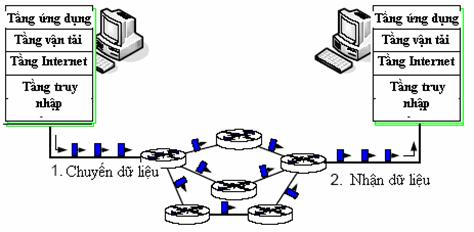 Tầng ứng dụng
Tầng vận tải
Tầng Internet
Tầng truy
nhập
Tầng ứng dụng
Tầng vận tải
Tầng Internet
Tầng truy
nhập
1. Chuyển dữ liệu
2. Nhận dữ liệu